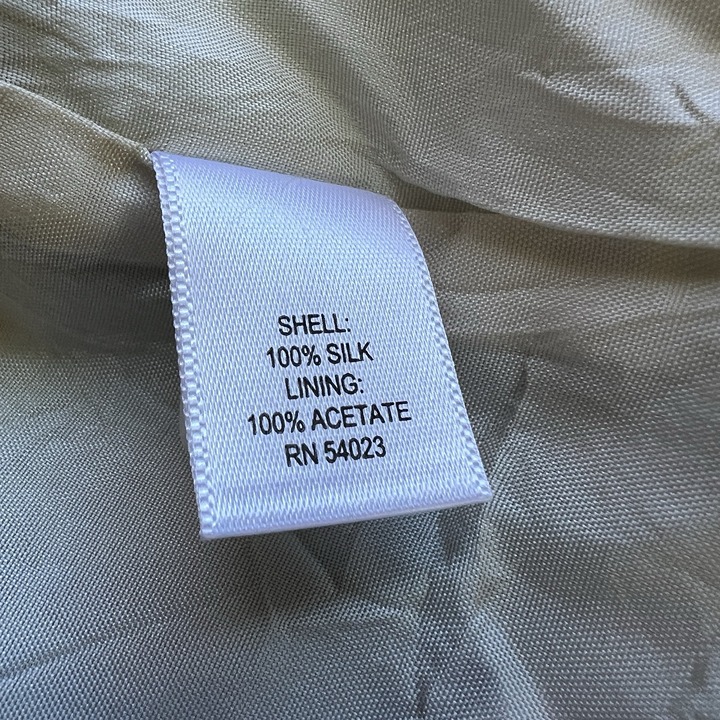 SHELL:
100% SILK
LINING:
100% ACETATE
RN 54023